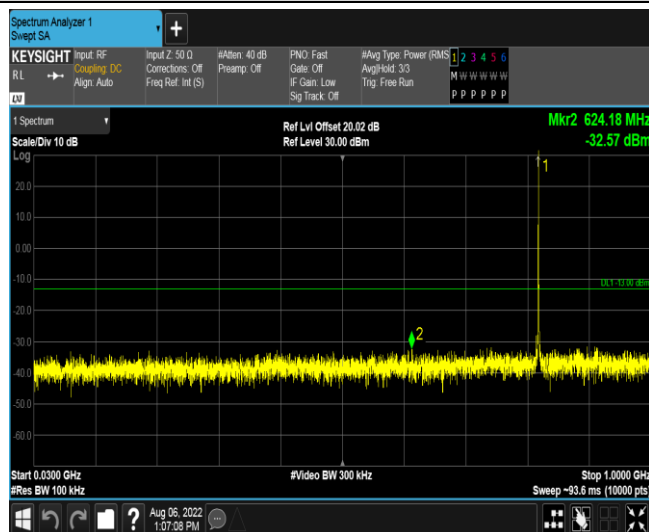 Spectrum Analyzer 1
Swept SA
+
KEYSIGHT
RL
LXI
Input: RF
Coupling: DC
Align: Auto
Input Z: 50 Ω
Corrections: Off
Freq Ref: Int (S)
#Atten: 40 dB
Preamp: Off
PNO: Fast
Gate: Off
IF Gain: Low
Sig Track: Off
#Avg Type: Power (RMS
Avg|Hold: 3/3
Trig: Free Run
1 2 3 4 5 6
M W W W W W
P P P P P P
1 Spectrum
Scale/Div 10 dB
Ref Lvl Offset 20.02 dB
Ref Level 30.00 dBm
Mkr2 624.18 MHz
-32.57 dBm
Log
1
20.0
10.0
0.00
-10.0
DL1 -13.00 dBm
-20.0
-30.0
2
-40.0
-50.0
-60.0
Start 0.0300 GHz
#Res BW 100 kHz
#Video BW 300 kHz
Stop 1.0000 GHz
Sweep ~93.6 ms (10000 pts)
?
Aug 06, 2022
1:07:08 PM